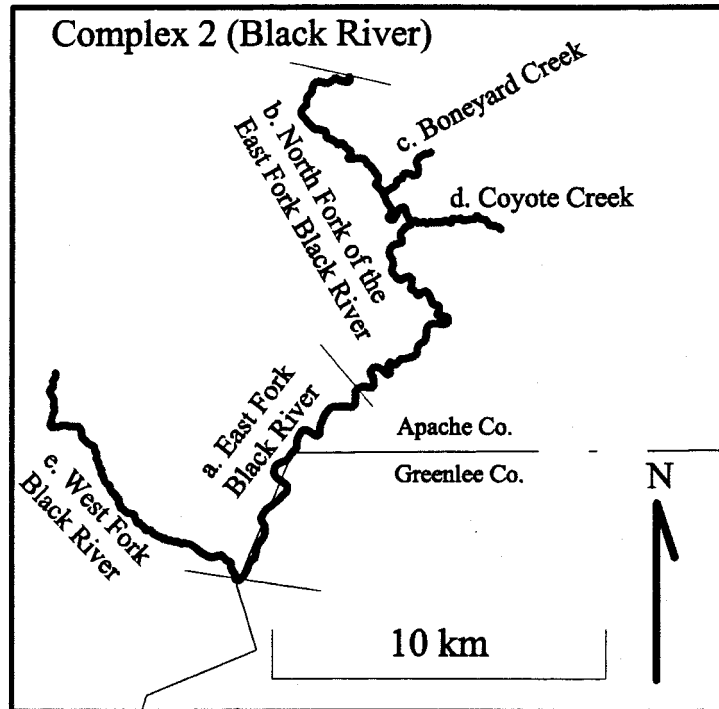 Complex 2 (Black River)
c. Boneyard Creek
b. North Fork of the
East Fork Black River
d. Coyote Creek
a. East Fork
Black River
Apache Co.
Greenlee Co.
e. West Fork
Black River
N
10 km